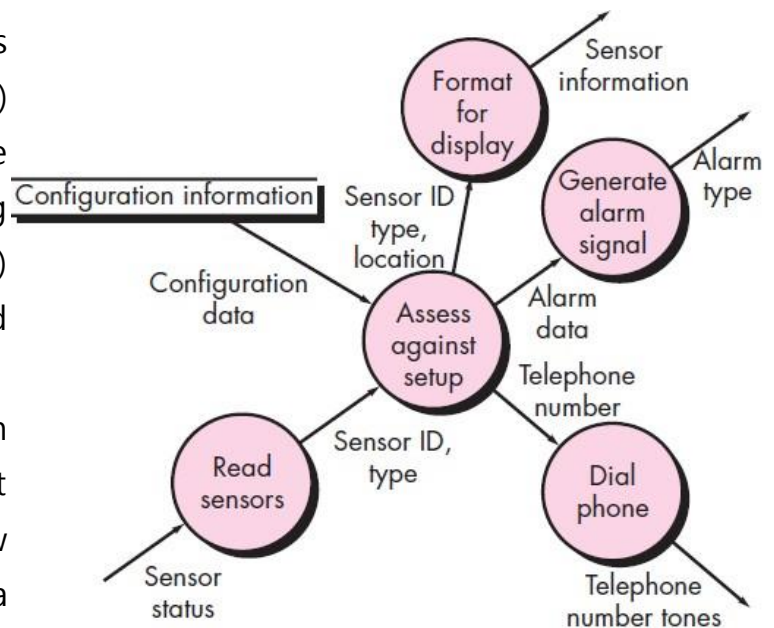 s
)
e
g
)
d
n
t
v
a
Format
for
display
Sensor
information
Generate
alarm
signal
Alarm
type
Configuration information
Sensor ID
type,
location
Configuration
data
Assess
against
setup
Alarm
data
Telephone
number
Read
sensors
Sensor ID,
type
Dial
phone
Sensor
status
Telephone
number tones